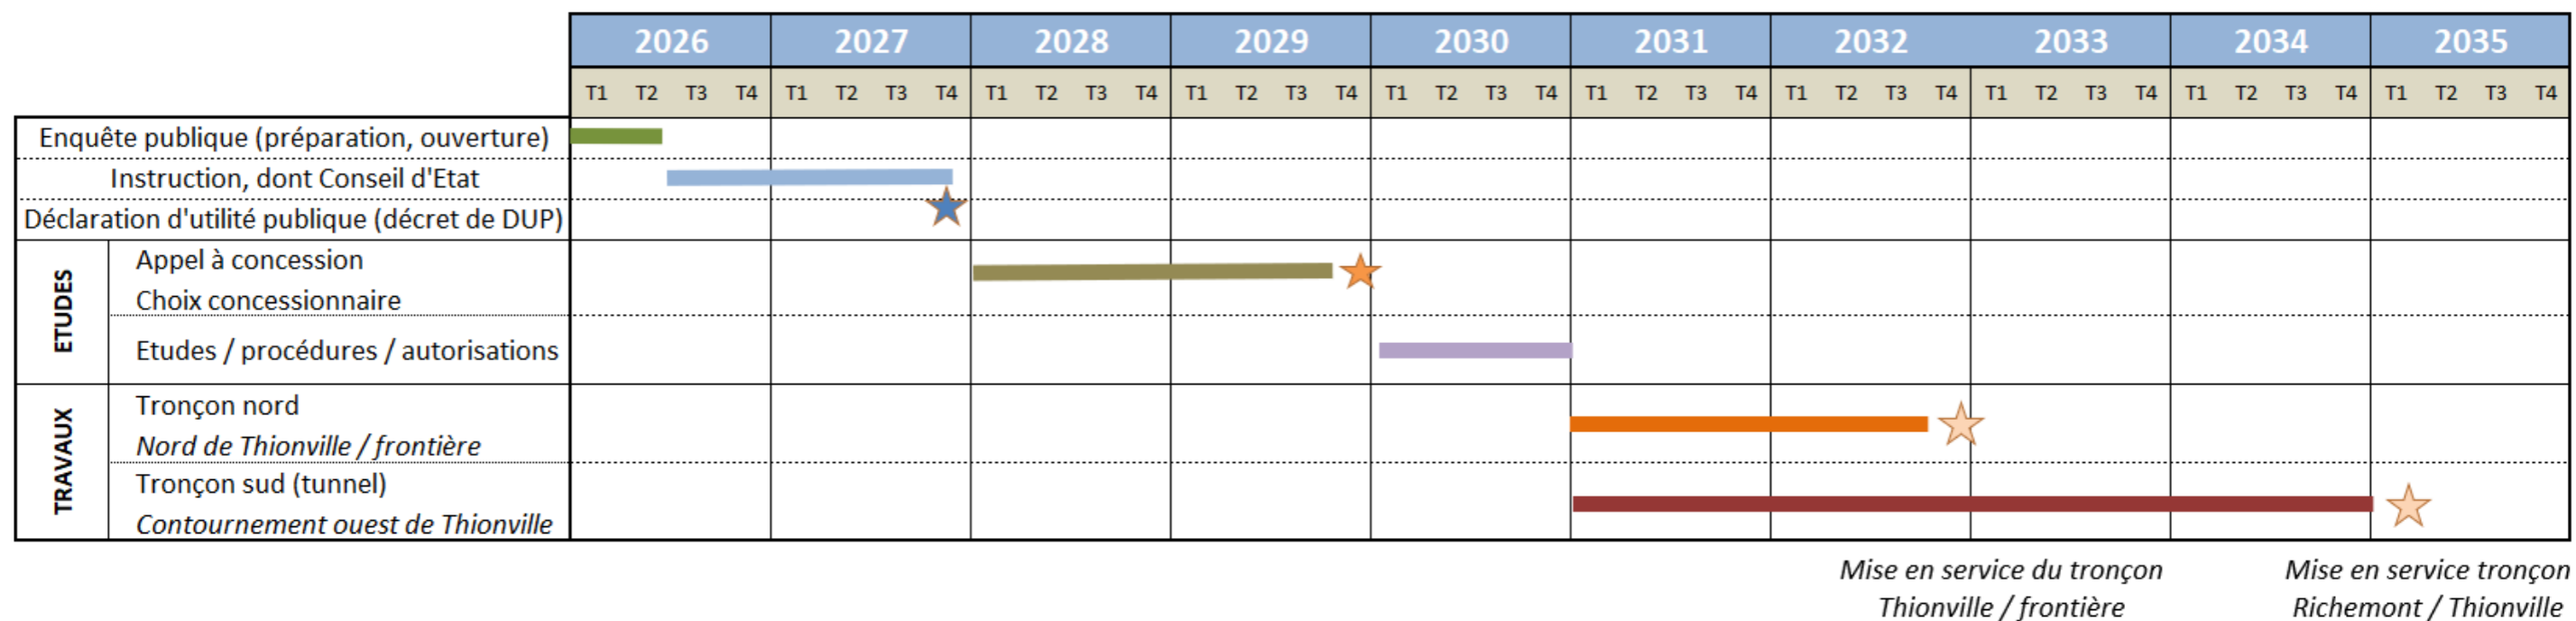 2026 2027 2028 2029 2030 2031 2032 2033 2034 2035
T1 T2 T3 T4 T1 T2 T3 T4 T1 T2 T3 T4 T1 T2 T3 T4 T1 T2 T3 T4 T1 T2 T3 T4 T1 T2 T3 T4 T1 T2 T3 T4 T1 T2 T3 T4 T1 T2 T3 T4
Enquête publique (préparation, ouverture)
Instruction, dont Conseil d'Etat
Déclaration d'utilité publique (décret de DUP)
ETUDES
Appel à concession
Choix concessionnaire
Etudes / procédures / autorisations
TRAVAUX
Tronçon nord
Nord de Thionville / frontière
Tronçon sud (tunnel)
Contournement ouest de Thionville
Mise en service du tronçon
Thionville / frontière
Mise en service tronçon
Richemont / Thionville